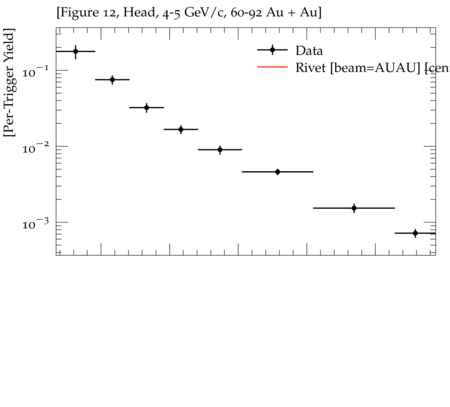 [Figure 12, Head, 4-5 GeV/c, 60-92 Au + Au]
[Per-Trigger Yield]
Data
Rivet [beam=AUAU] [cen
10⁻¹
10⁻²
10⁻³